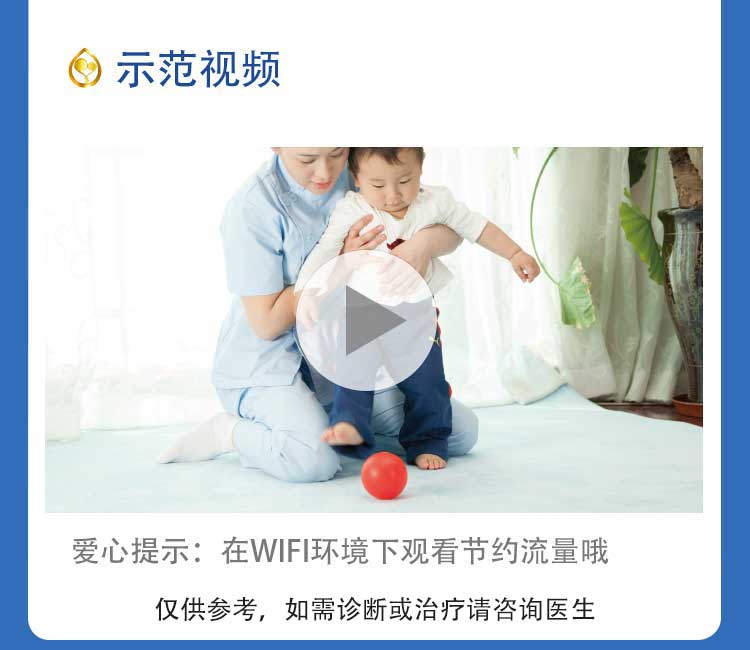 示范视频
爱心提示：在WIFI环境下观看节约流量哦
仅供参考，如需诊断或治疗请咨询医生